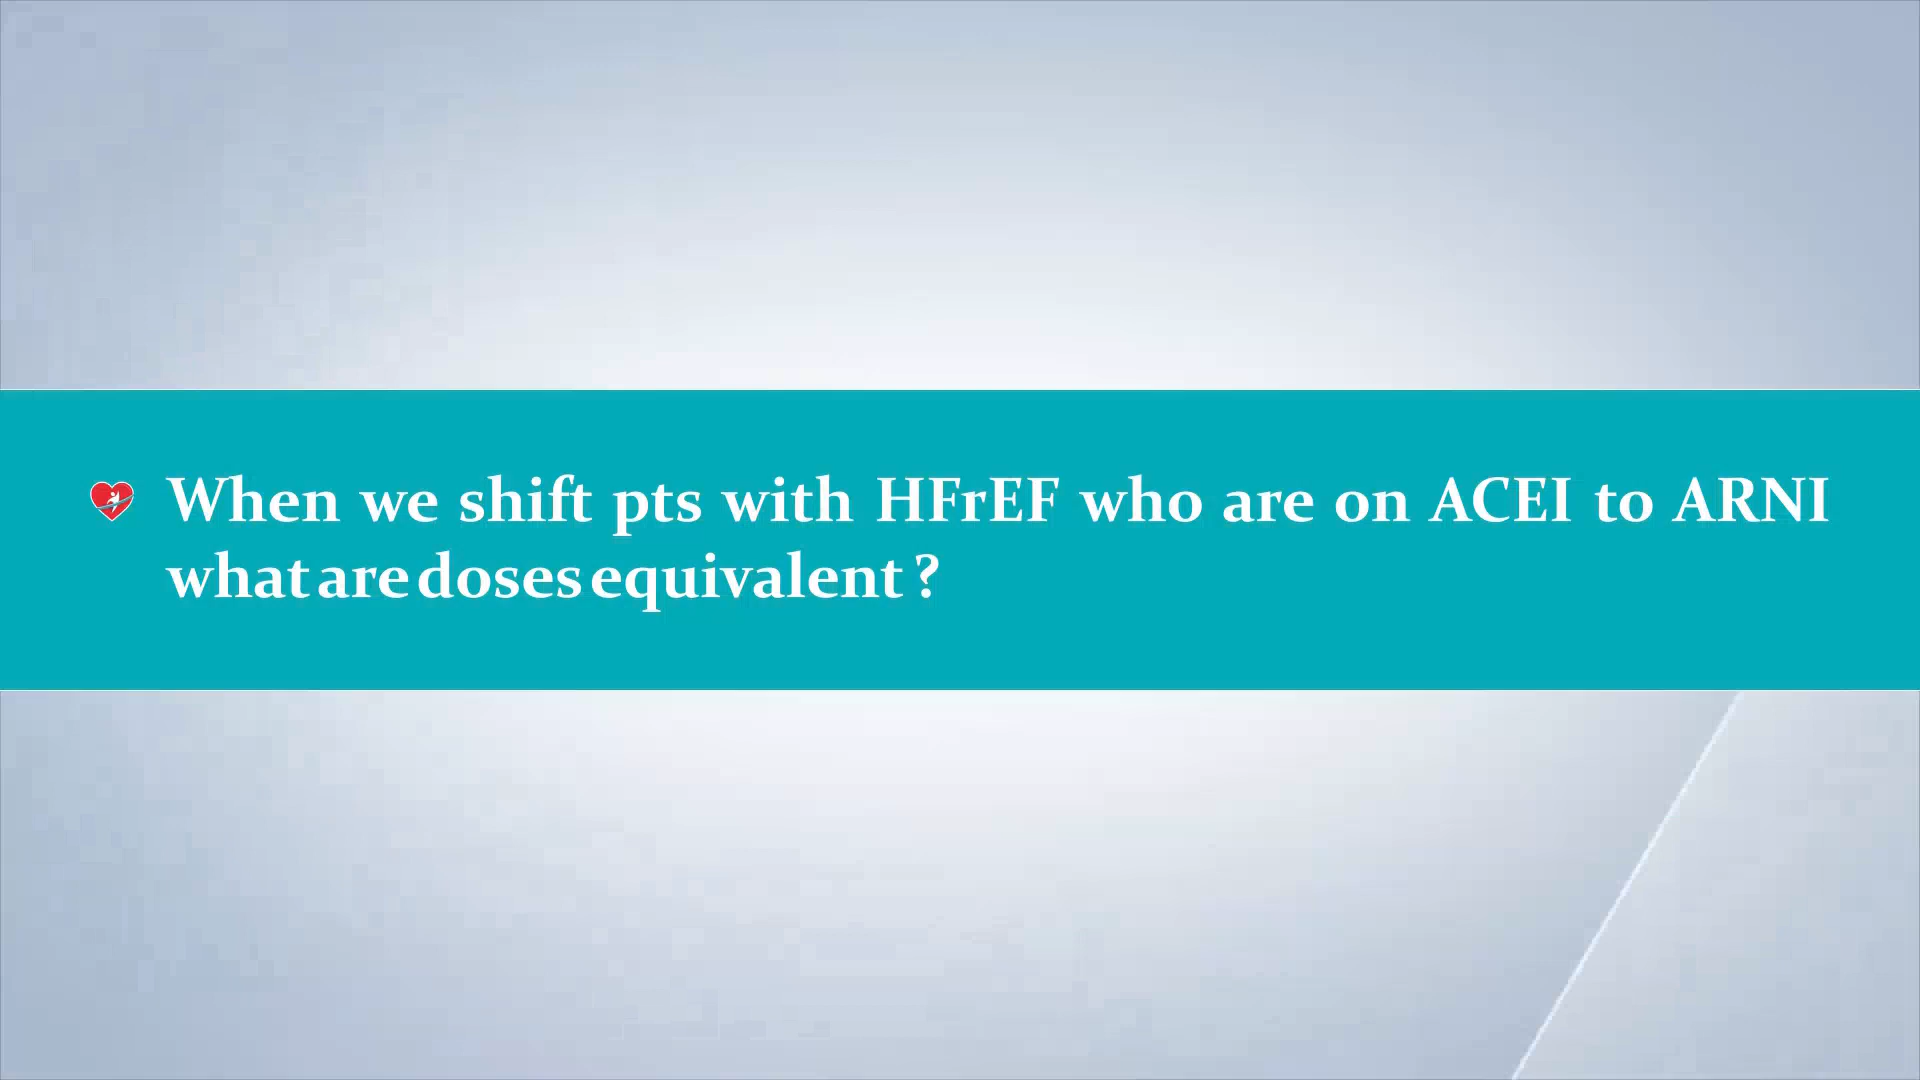 When we shift pts with HFrEF who are on ACEI to ARNI
what are doses equivalent ?